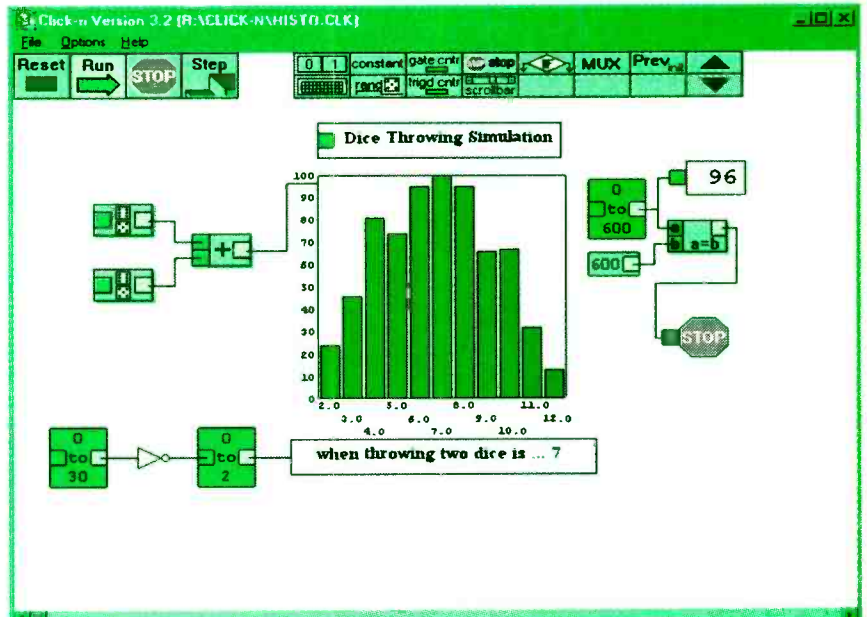 Click-n Version 3.2 (R:\CLICK-N\HISTO.CLK)
File Options Help
Reset Run STOP Step
0 1 constant gate cntr stop IF MUX Prev init
rand trigd cntr scrollbar
Dice Throwing Simulation
100
90
80
70
60
50
40
30
20
10
0
2.0 5.0 8.0 11.0
3.0 6.0 9.0 12.0
4.0 7.0 10.0
+
0
to
600
96
a
b a=b
600
STOP
0
to
30
0
to
2
when throwing two dice is ... 7